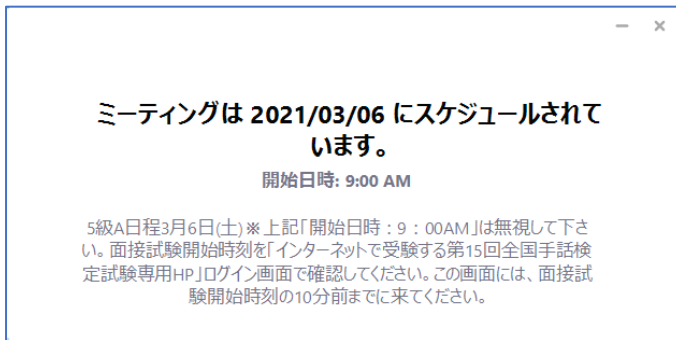 ミーティングは 2021/03/06 にスケジュールされて
います。
開始日時: 9:00 AM
5級A日程3月6日(土)※上記「開始日時：9：00AM」は無視して下さ
い。面接試験開始時刻を「インターネットで受験する第15回全国手話検
定試験専用HP」ログイン画面で確認してください。この画面には、面接試
験開始時刻の10分前までに来てください。